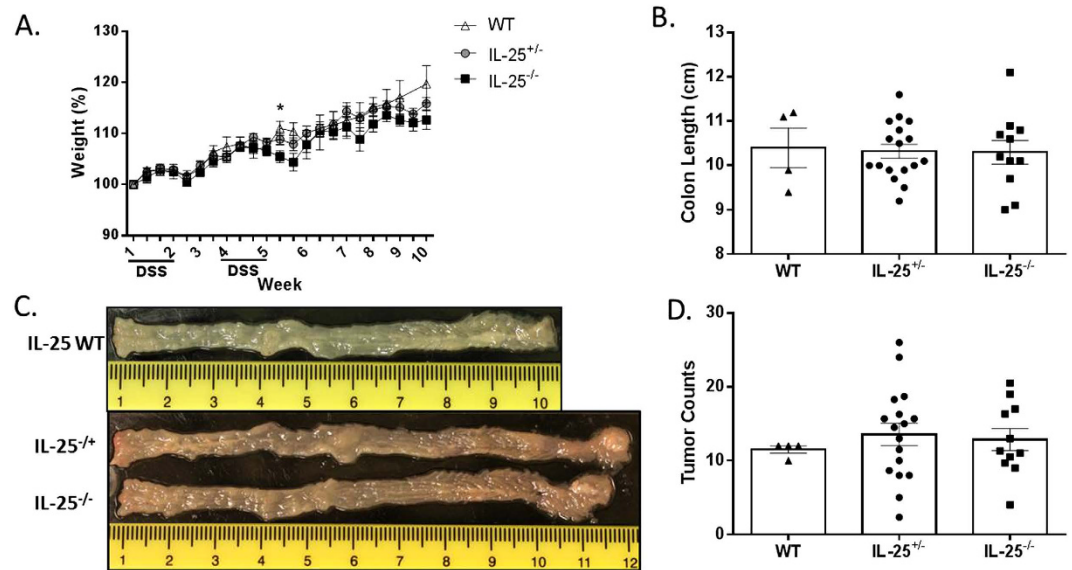 A.
WT
IL-25+/-
IL-25-/-
Weight (%)
130
120
110
100
90
*
1 2 3 4 5 6 7 8 9 10
DSS DSS
Week
B.
Colon Length (cm)
13
12
11
10
9
8
WT IL-25+/- IL-25-/-
C.
IL-25 WT
1 2 3 4 5 6 7 8 9 10
IL-25-/+
IL-25-/-
1 2 3 4 5 6 7 8 9 10 11 12
D.
Tumor Counts
30
20
10
0
WT IL-25+/- IL-25-/-